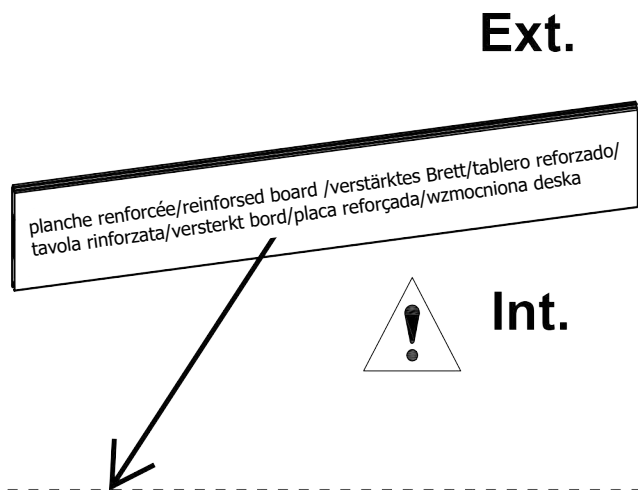 Ext.
planche renforcée/reinforsed board /verstärktes Brett/tablero reforzado/
tavola rinforzata/versterkt bord/placa reforçada/wzmocniona deska
Int.